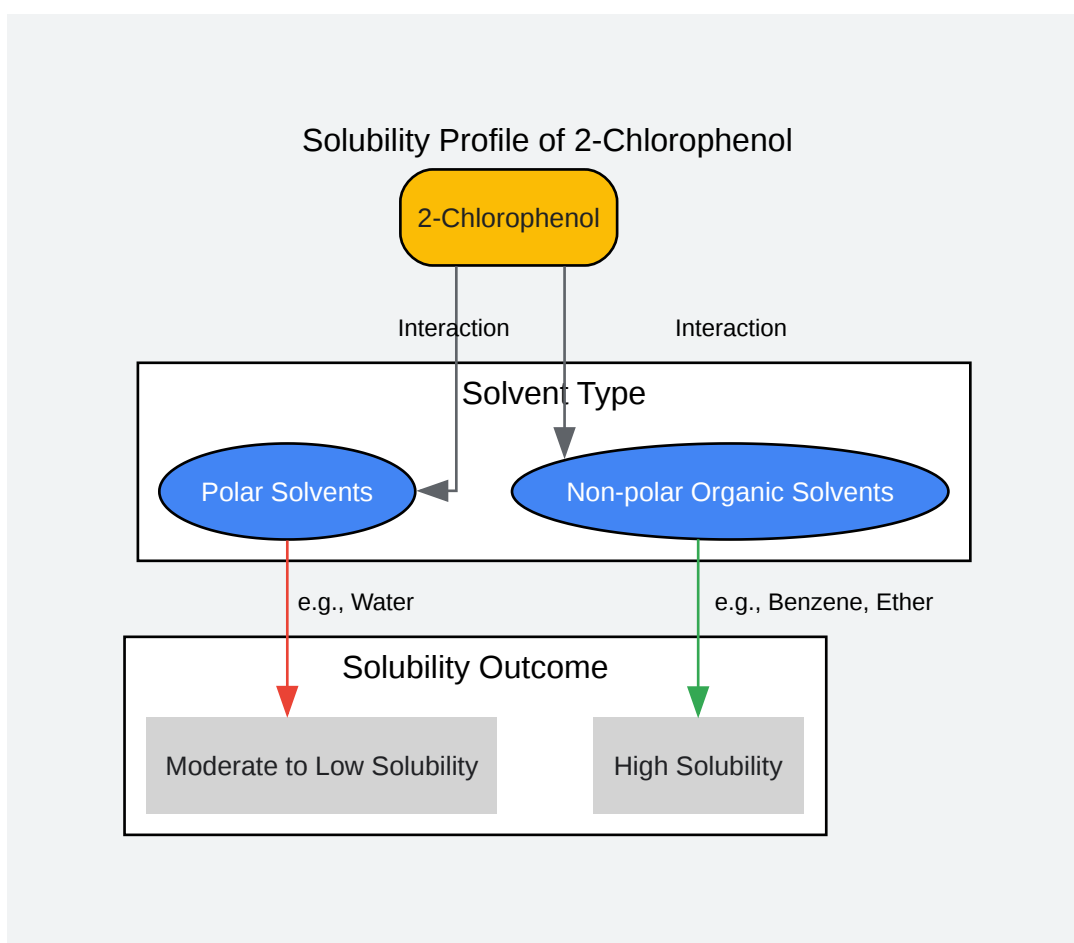 Solubility Profile of 2-Chlorophenol
2-Chlorophenol
Interaction
Interaction
Solvent Type
Polar Solvents
Non-polar Organic Solvents
e.g., Water
e.g., Benzene, Ether
Solubility Outcome
Moderate to Low Solubility
High Solubility